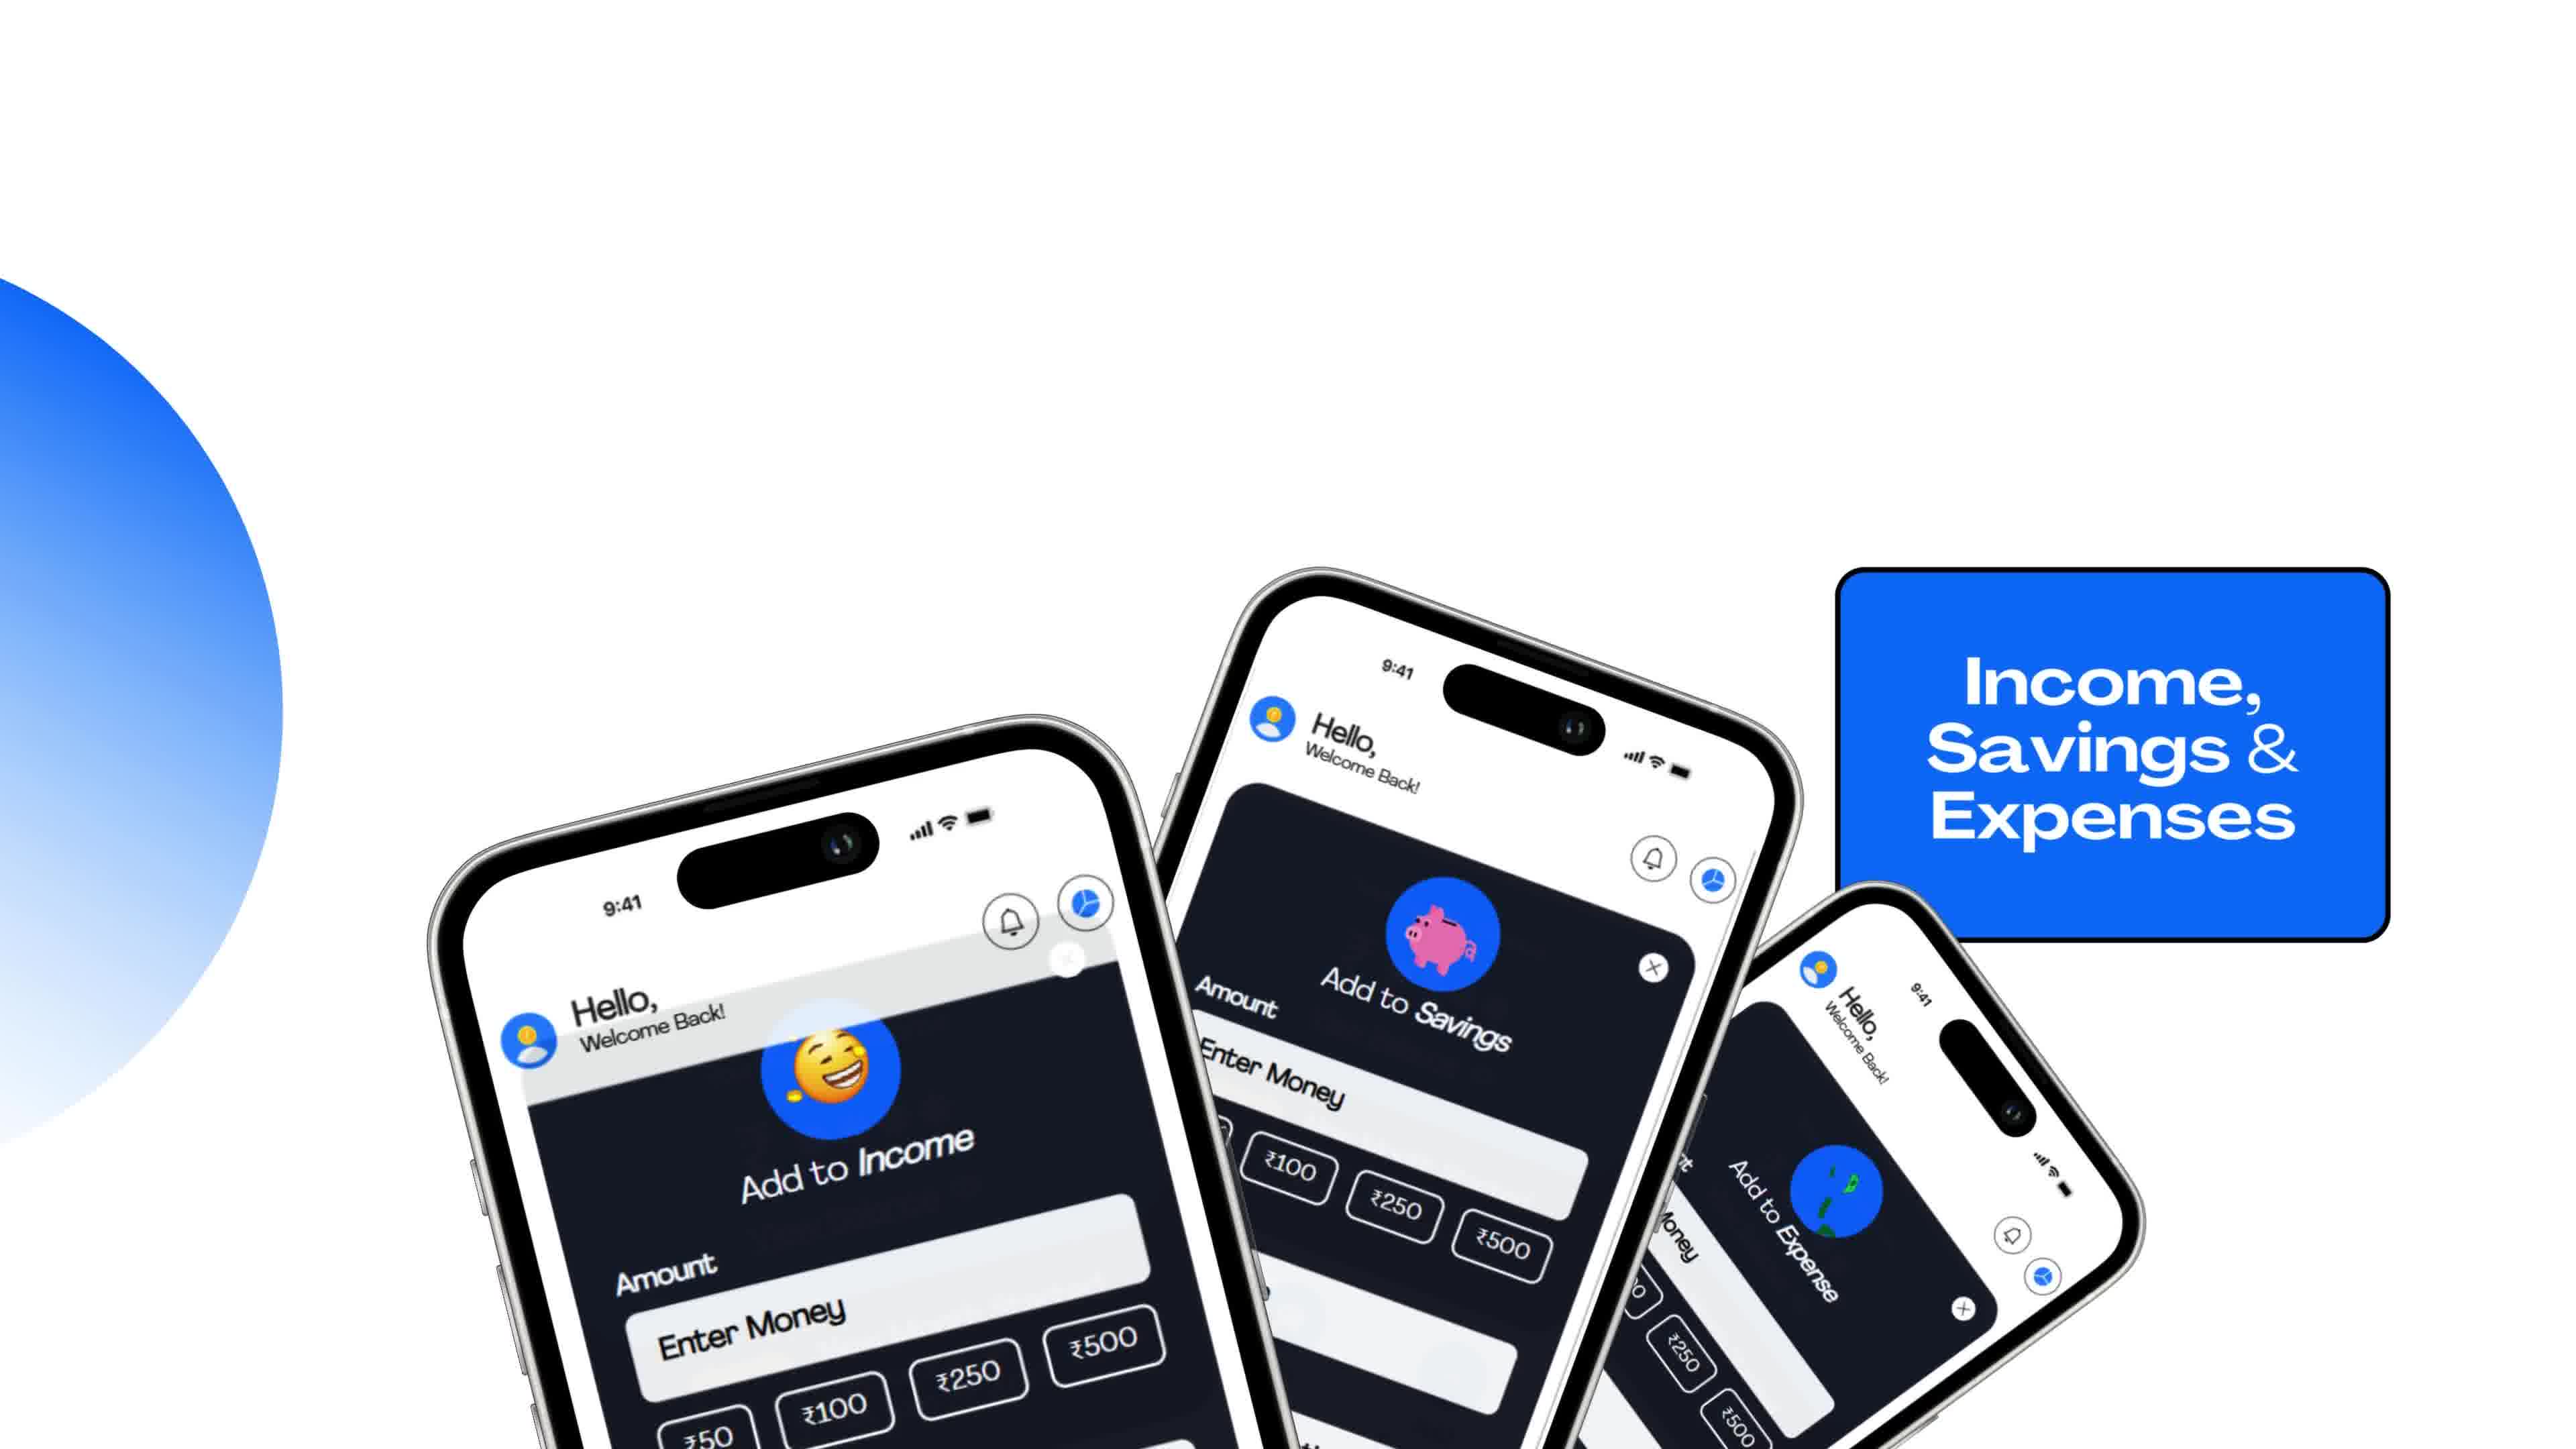 Income,
Savings &
Expenses
9:41
Hello,
Welcome Back!
Add to Income
Amount
Enter Money
₹50
₹100
₹250
₹500
9:41
Hello,
Welcome Back!
Add to Savings
Amount
Enter Money
₹100
₹250
₹500
9:41
Hello,
Welcome Back!
Add to Expense
Money
₹250
₹500